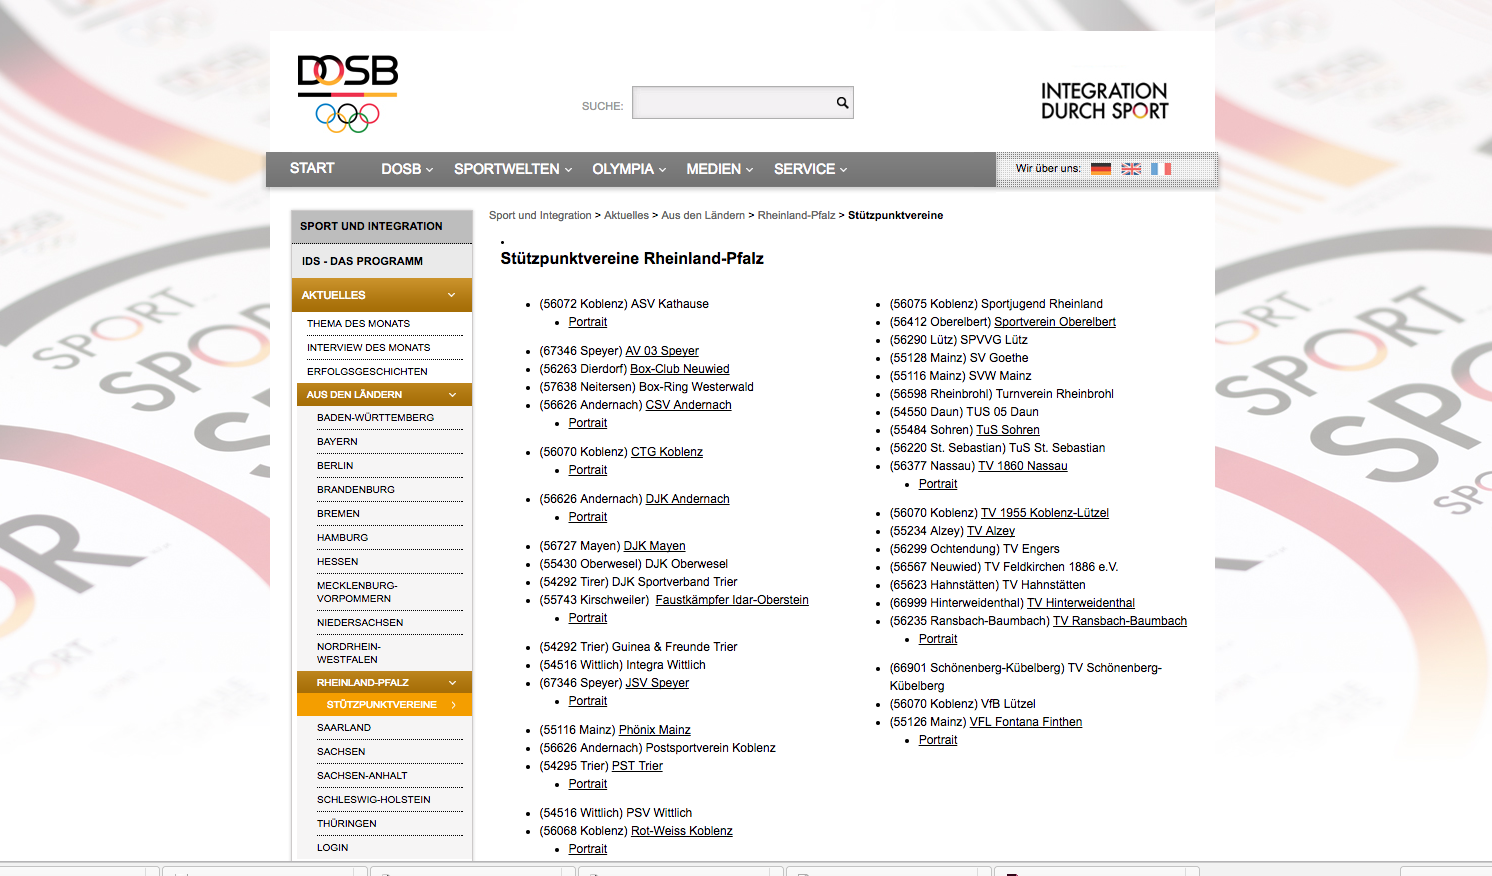 DOSB
SUCHE:
INTEGRATION
DURCH SPORT
START DOSB SPORTWELTEN OLYMPIA MEDIEN SERVICE Wir über uns:
SPORT UND INTEGRATION
IDS - DAS PROGRAMM
AKTUELLES
THEMA DES MONATS
INTERVIEW DES MONATS
ERFOLGSGESCHICHTEN
AUS DEN LÄNDERN
BADEN-WÜRTTEMBERG
BAYERN
BERLIN
BRANDENBURG
BREMEN
HAMBURG
HESSEN
MECKLENBURG-
VORPOMMERN
NIEDERSACHSEN
NORDRHEIN-
WESTFALEN
RHEINLAND-PFALZ
STÜTZPUNKTVEREINE
SAARLAND
SACHSEN
SACHSEN-ANHALT
SCHLESWIG-HOLSTEIN
THÜRINGEN
LOGIN
Sport und Integration > Aktuelles > Aus den Ländern > Rheinland-Pfalz > Stützpunktvereine
Stützpunktvereine Rheinland-Pfalz
(56072 Koblenz) ASV Kathause
Portrait
(67346 Speyer) AV 03 Speyer
(56263 Dierdorf) Box-Club Neuwied
(57638 Neitersen) Box-Ring Westerwald
(56626 Andernach) CSV Andernach
Portrait
(56070 Koblenz) CTG Koblenz
Portrait
(56626 Andernach) DJK Andernach
Portrait
(56727 Mayen) DJK Mayen
(55430 Oberwesel) DJK Oberwesel
(54292 Tirer) DJK Sportverband Trier
(55743 Kirschweiler) Faustkämpfer Idar-Oberstein
Portrait
(54292 Trier) Guinea & Freunde Trier
(54516 Wittlich) Integra Wittlich
(67346 Speyer) JSV Speyer
Portrait
(55116 Mainz) Phönix Mainz
(56626 Andernach) Postsportverein Koblenz
(54295 Trier) PST Trier
Portrait
(54516 Wittlich) PSV Wittlich
(56068 Koblenz) Rot-Weiss Koblenz
Portrait
(56075 Koblenz) Sportjugend Rheinland
(56412 Oberelbert) Sportverein Oberelbert
(56290 Lütz) SPVVG Lütz
(55128 Mainz) SV Goethe
(55116 Mainz) SVW Mainz
(56598 Rheinbrohl) Turnverein Rheinbrohl
(54550 Daun) TUS 05 Daun
(55484 Sohren) TuS Sohren
(56220 St. Sebastian) TuS St. Sebastian
(56377 Nassau) TV 1860 Nassau
Portrait
(56070 Koblenz) TV 1955 Koblenz-Lützel
(55234 Alzey) TV Alzey
(56299 Ochtendung) TV Engers
(56567 Neuwied) TV Feldkirchen 1886 e.V.
(65623 Hahnstätten) TV Hahnstätten
(66999 Hinterweidenthal) TV Hinterweidenthal
(56235 Ransbach-Baumbach) TV Ransbach-Baumbach
Portrait
(66901 Schönenberg-Kübelberg) TV Schönenberg-
Kübelberg
(56070 Koblenz) VfB Lützel
(55126 Mainz) VFL Fontana Finthen
Portrait
SPORT
SPORT
SPORT
SPORT
SPORT
SPORT
SPORT